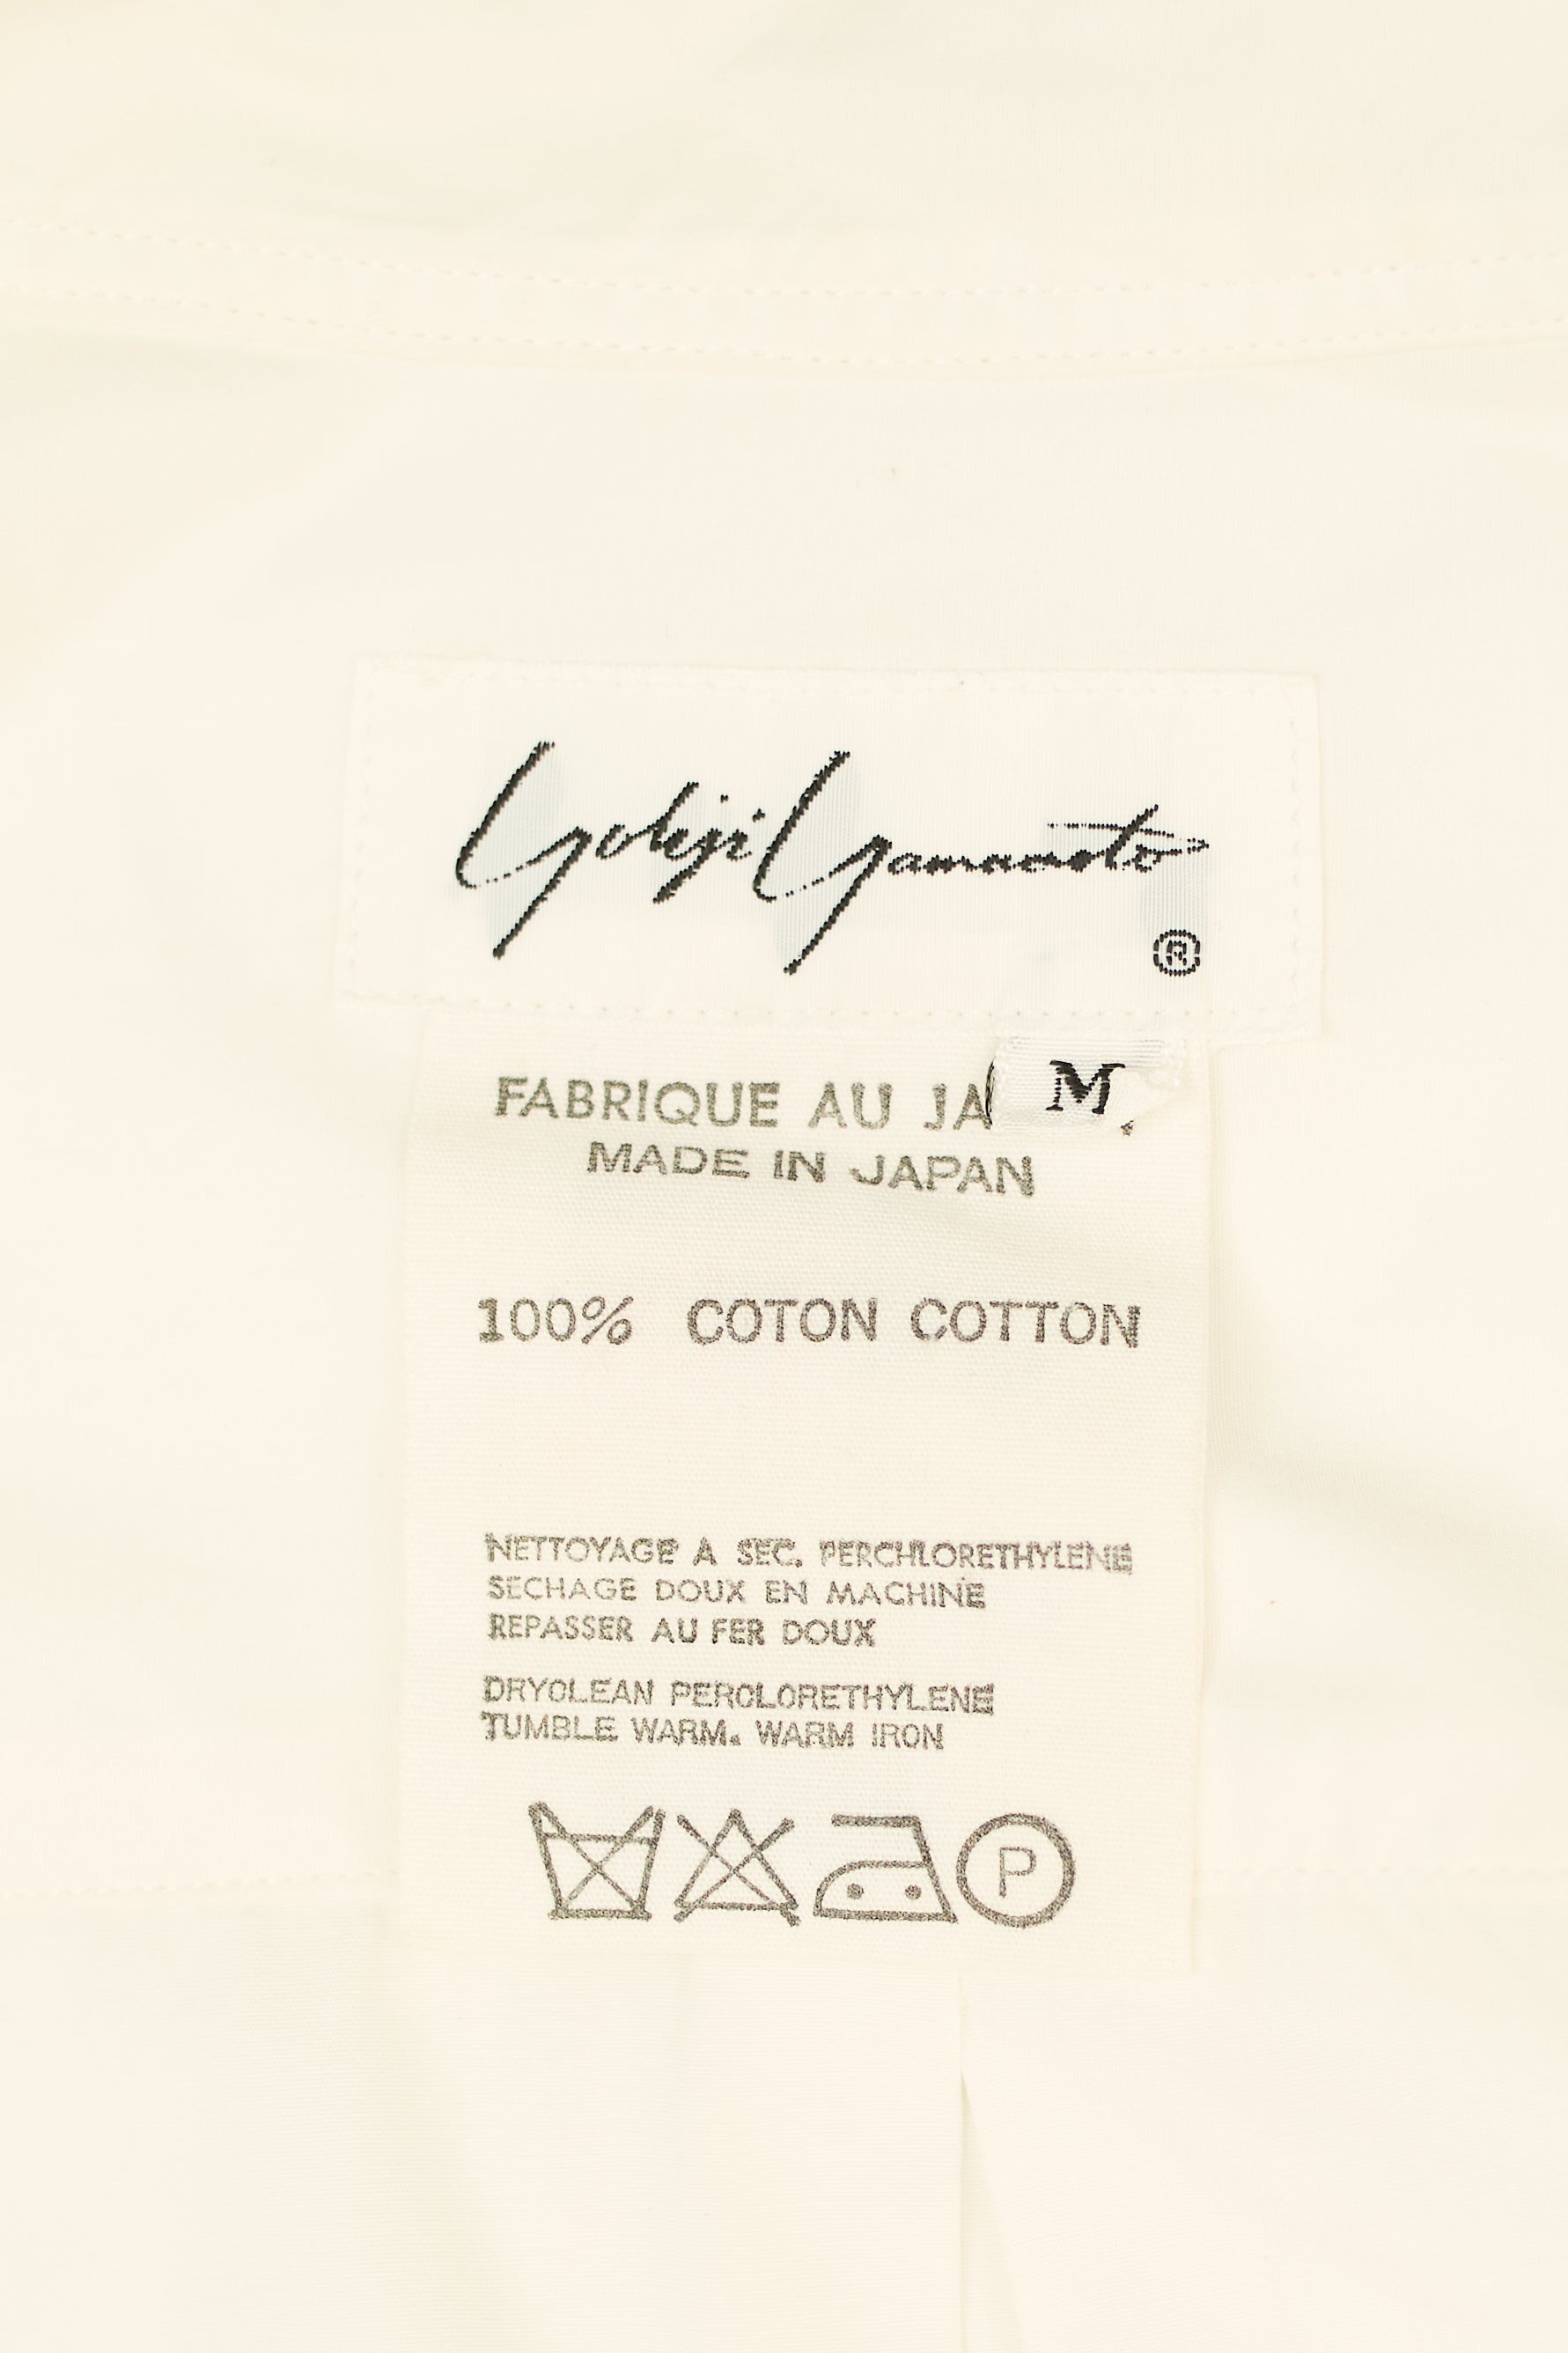 Yohji Yamamoto
®
M
FABRIQUE AU JA
MADE IN JAPAN
100% COTON COTTON
NETTOYAGE A SEC. PERCHLORETHYLENE
SECHAGE DOUX EN MACHINE
REPASSER AU FER DOUX
DRYCLEAN PERCLORETHYLENE
TUMBLE WARM. WARM IRON
P